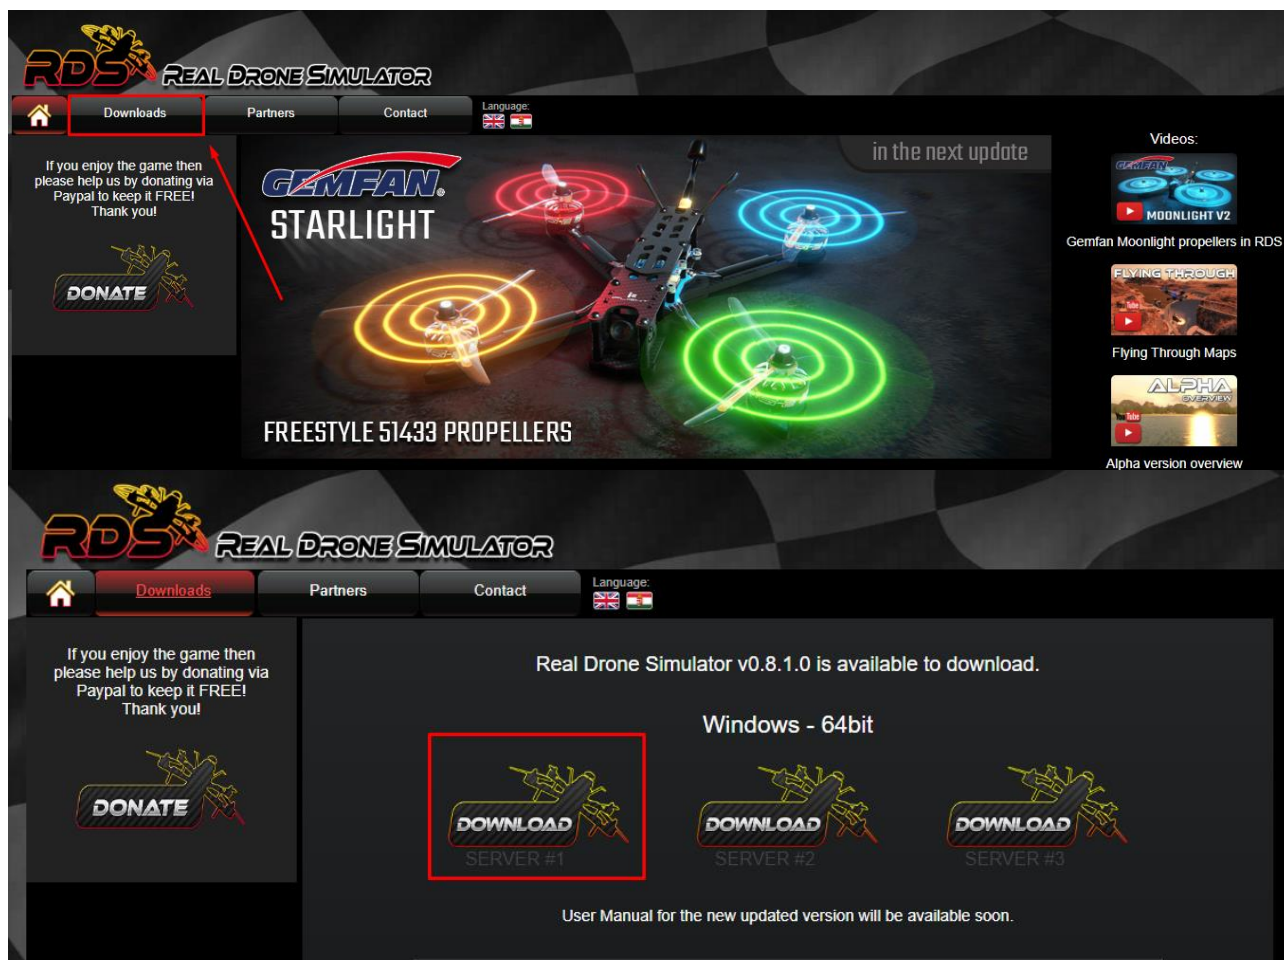 RDS REAL DRONE SIMULATOR
Downloads
Partners
Contact
Language:
If you enjoy the game then
please help us by donating via
Paypal to keep it FREE!
Thank you!
DONATE
in the next update
GEMFAN®
STARLIGHT
FREESTYLE 51433 PROPELLERS
Videos:
GEMFAN
MOONLIGHT V2
Gemfan Moonlight propellers in RDS
FLYING THROUGH
Tube
Flying Through Maps
ALPHA
OVERVIEW
Tube
Alpha version overview
RDS REAL DRONE SIMULATOR
Downloads
Partners
Contact
Language:
If you enjoy the game then
please help us by donating via
Paypal to keep it FREE!
Thank you!
DONATE
Real Drone Simulator v0.8.1.0 is available to download.
Windows - 64bit
DOWNLOAD
SERVER #1
DOWNLOAD
SERVER #2
DOWNLOAD
SERVER #3
User Manual for the new updated version will be available soon.